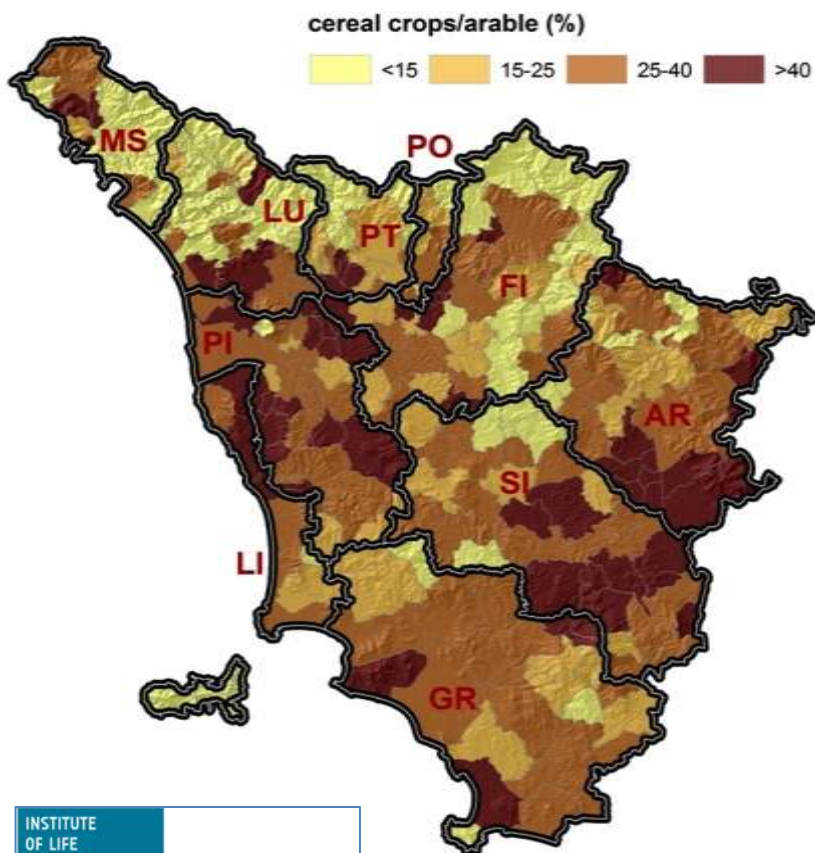 cereal crops/arable (%)
<15 15-25 25-40 >40
MS
PO
LU
PT
FI
PI
AR
SI
LI
GR
INSTITUTE
OF LIFE